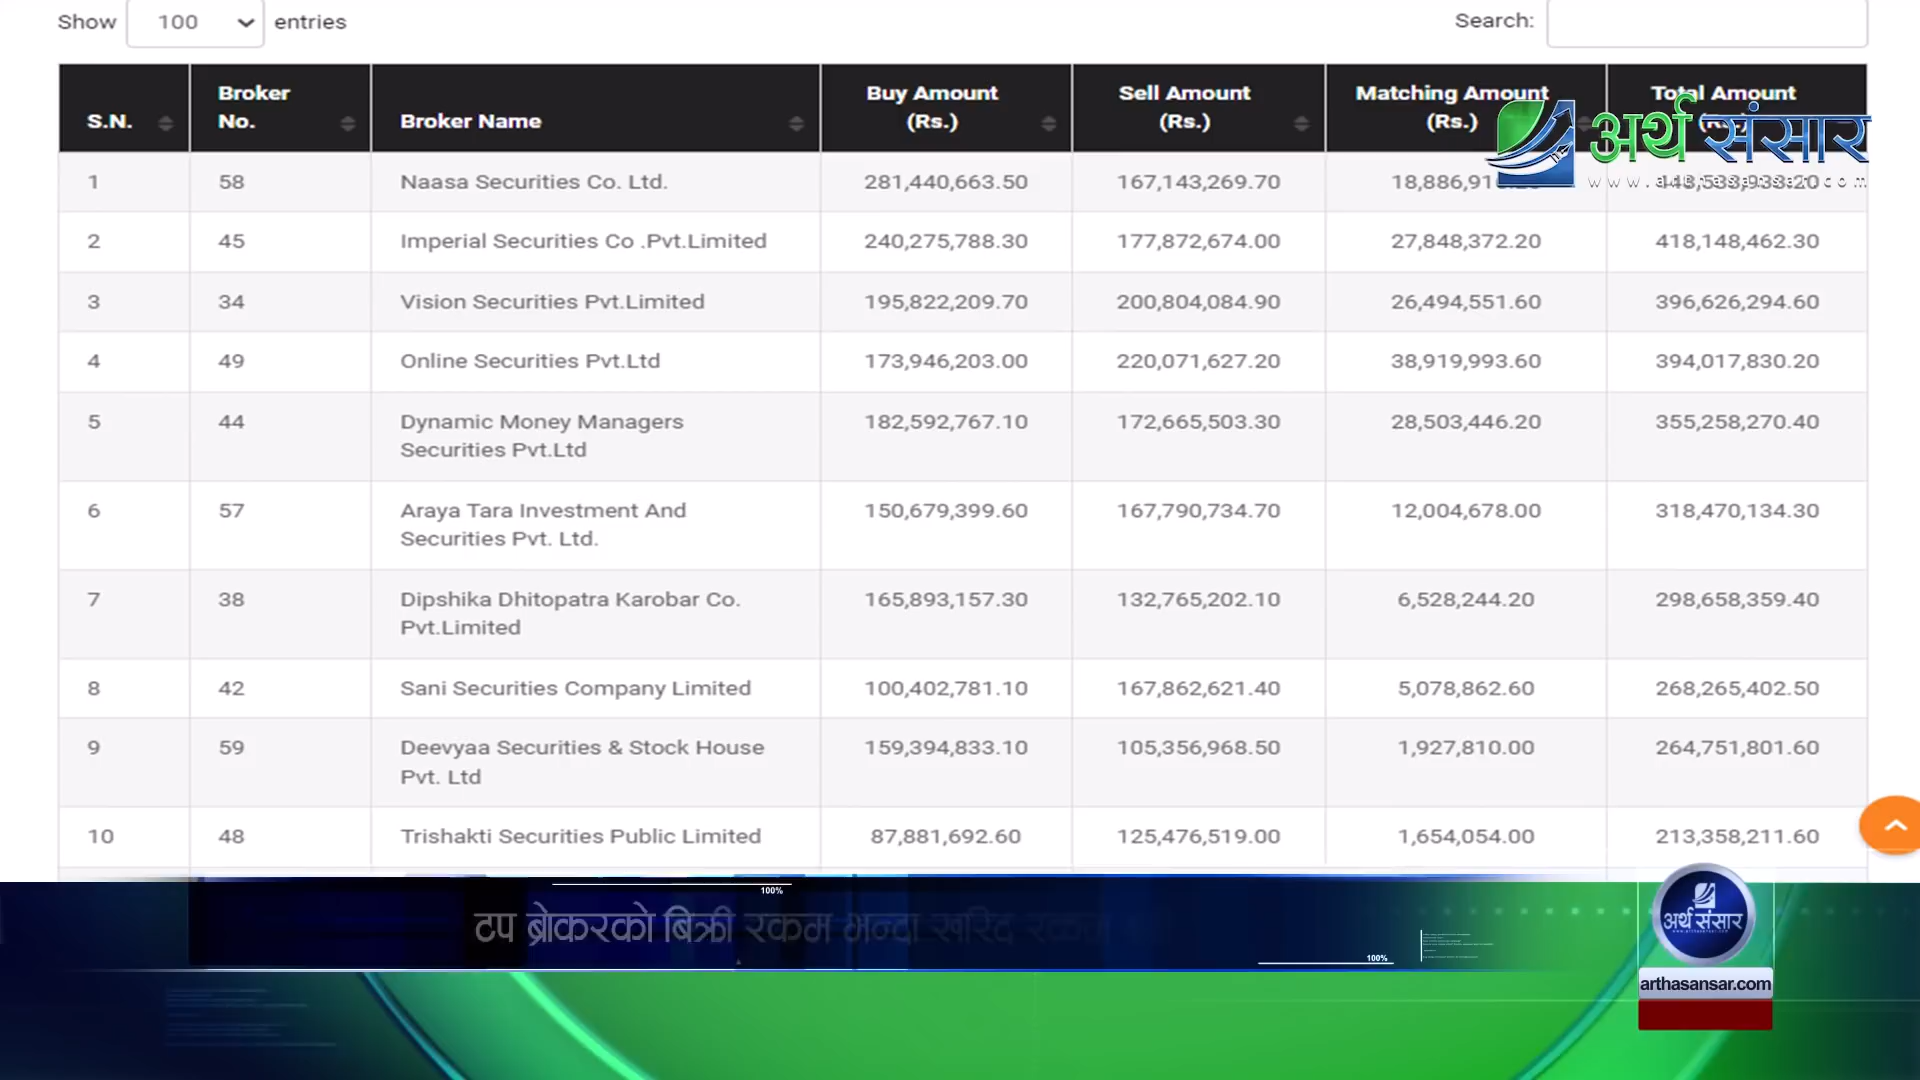 Show 100 entries Search:
S.N. Broker No. Broker Name Buy Amount (Rs.) Sell Amount (Rs.) Matching Amount (Rs.) Total Amount (Rs.)
अर्थ संसार
www.arthasansar.com
1 58 Naasa Securities Co. Ltd. 281,440,663.50 167,143,269.70
2 45 Imperial Securities Co .Pvt.Limited 240,275,788.30 177,872,674.00 27,848,372.20 418,148,462.30
3 34 Vision Securities Pvt.Limited 195,822,209.70 200,804,084.90 26,494,551.60 396,626,294.60
4 49 Online Securities Pvt.Ltd 173,946,203.00 220,071,627.20 38,919,993.60 394,017,830.20
5 44 Dynamic Money Managers 182,592,767.10 172,665,503.30 28,503,446.20 355,258,270.40
Securities Pvt.Ltd
6 57 Araya Tara Investment And 150,679,399.60 167,790,734.70 12,004,678.00 318,470,134.30
Securities Pvt. Ltd.
7 38 Dipshika Dhitopatra Karobar Co. 165,893,157.30 132,765,202.10 6,528,244.20 298,658,359.40
Pvt.Limited
8 42 Sani Securities Company Limited 100,402,781.10 167,862,621.40 5,078,862.60 268,265,402.50
9 59 Deevyaa Securities & Stock House 159,394,833.10 105,356,968.50 1,927,810.00 264,751,801.60
Pvt. Ltd
10 48 Trishakti Securities Public Limited 87,881,692.60 125,476,519.00 1,654,054.00 213,358,211.60
100%
टप ब्रोकरको बिक्री रकम भन्दा खरिद रकम
100%
अर्थ संसार
arthasansar.com